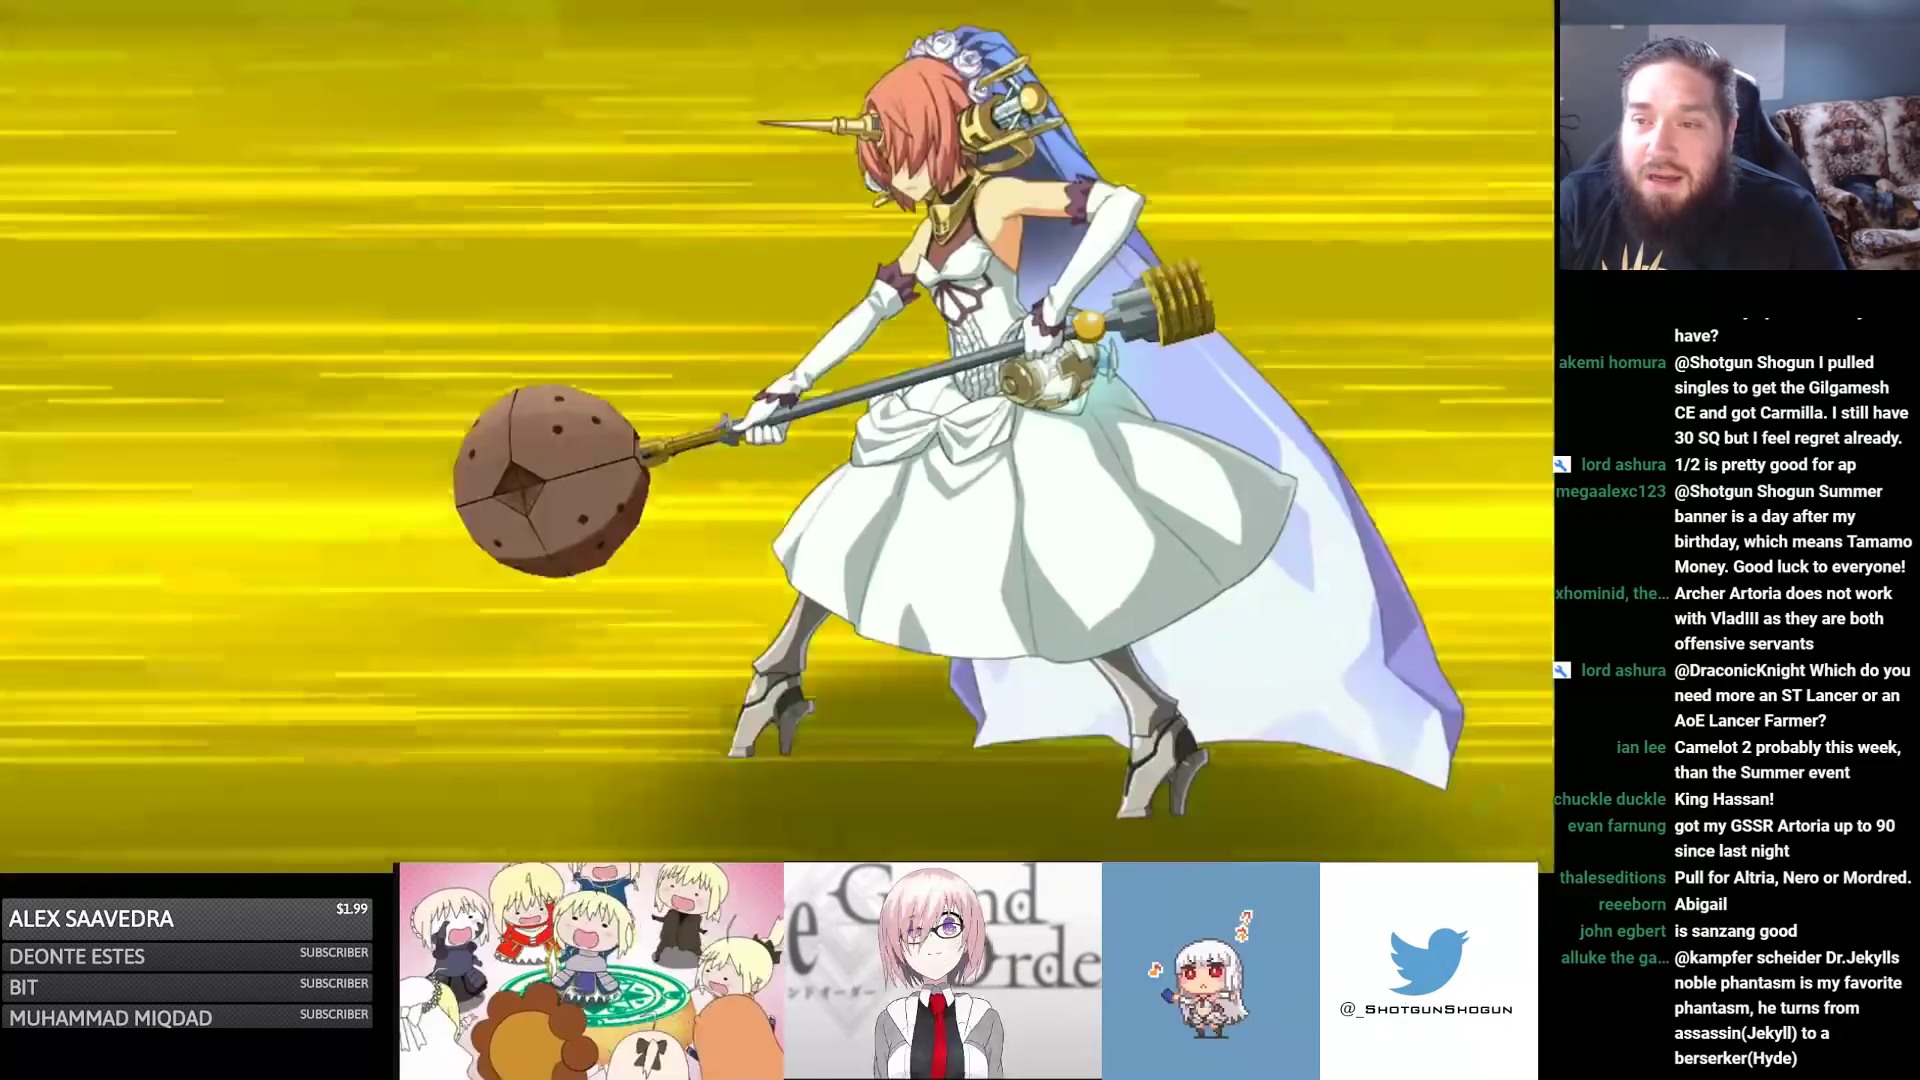 have?
akemi homura @Shotgun Shogun I pulled
singles to get the Gilgamesh
CE and got Carmilla. I still have
30 SQ but I feel regret already.
lord ashura 1/2 is pretty good for ap
megaalexc123 @Shotgun Shogun Summer
banner is a day after my
birthday, which means Tamamo
Money. Good luck to everyone!
xhominid, the... Archer Artoria does not work
with VladIII as they are both
offensive servants
lord ashura @DraconicKnight Which do you
need more an ST Lancer or an
AoE Lancer Farmer?
ian lee Camelot 2 probably this week,
than the Summer event
chuckle duckle King Hassan!
evan farnung got my GSSR Artoria up to 90
since last night
thaleseditions Pull for Altria, Nero or Mordred.
reeeborn Abigail
john egbert is sanzang good
alluke the ga... @kampfer scheider Dr.Jekylls
noble phantasm is my favorite
phantasm, he turns from
assassin(Jekyll) to a
berserker(Hyde)
ALEX SAAVEDRA $1.99
DEONTE ESTES SUBSCRIBER
BIT SUBSCRIBER
MUHAMMAD MIQDAD SUBSCRIBER
@_ShotgunShogun